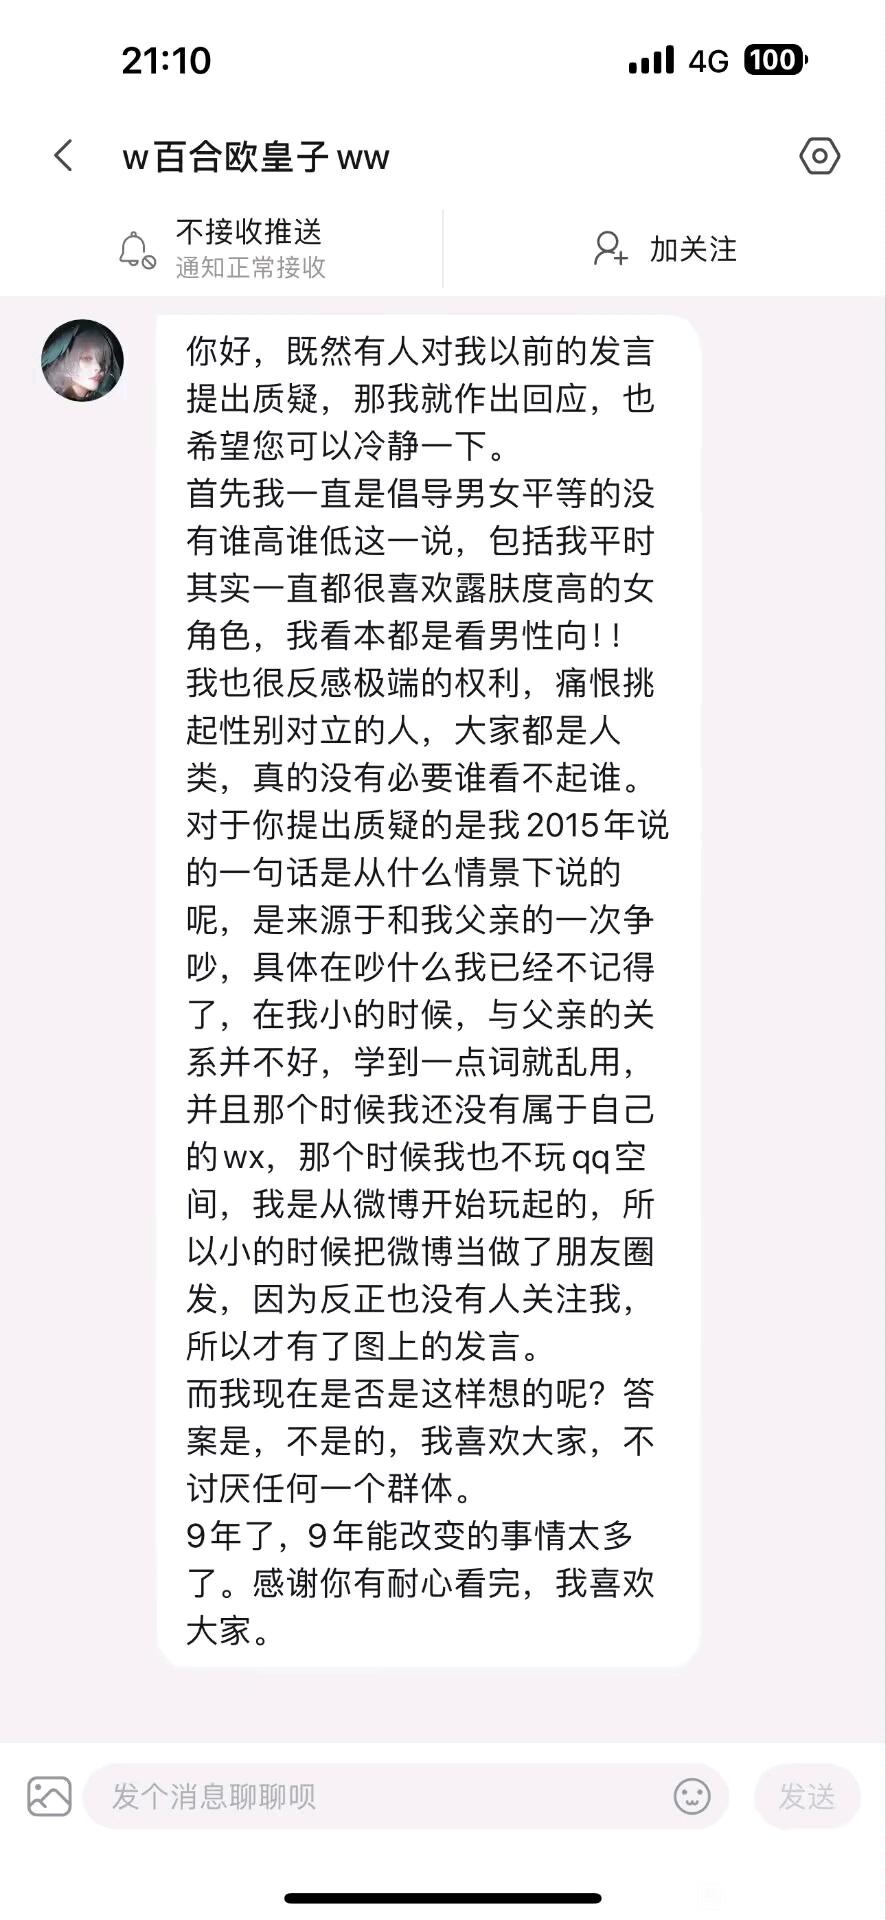 21:10
4G 100
w百合欧皇子ww
不接收推送
通知正常接收
加关注
你好，既然有人对我以前的发言
提出质疑，那我就作出回应，也
希望您可以冷静一下。
首先我一直是倡导男女平等的没
有谁高谁低这一说，包括我平时
其实一直都很喜欢露肤度高的女
角色，我看本都是看男性向!!
我也很反感极端的权利，痛恨挑
起性别对立的人，大家都是人
类，真的没有必要谁看不起谁。
对于你提出质疑的是我2015年说
的一句话是从什么情景下说的
呢，是来源于和我父亲的一次争
吵，具体在吵什么我已经不记得
了，在我小的时候，与父亲的关
系并不好，学到一点词就乱用，
并且那个时候我还没有属于自己
的wx，那个时候我也不玩qq空
间，我是从微博开始玩起的，所
以小的时候把微博当做了朋友圈
发，因为反正也没有人关注我，
所以才有了图上的发言。
而我现在是否是这样想的呢？答
案是，不是的，我喜欢大家，不
讨厌任何一个群体。
9年了，9年能改变的事情太多
了。感谢你有耐心看完，我喜欢
大家。
发个消息聊聊呗
发送